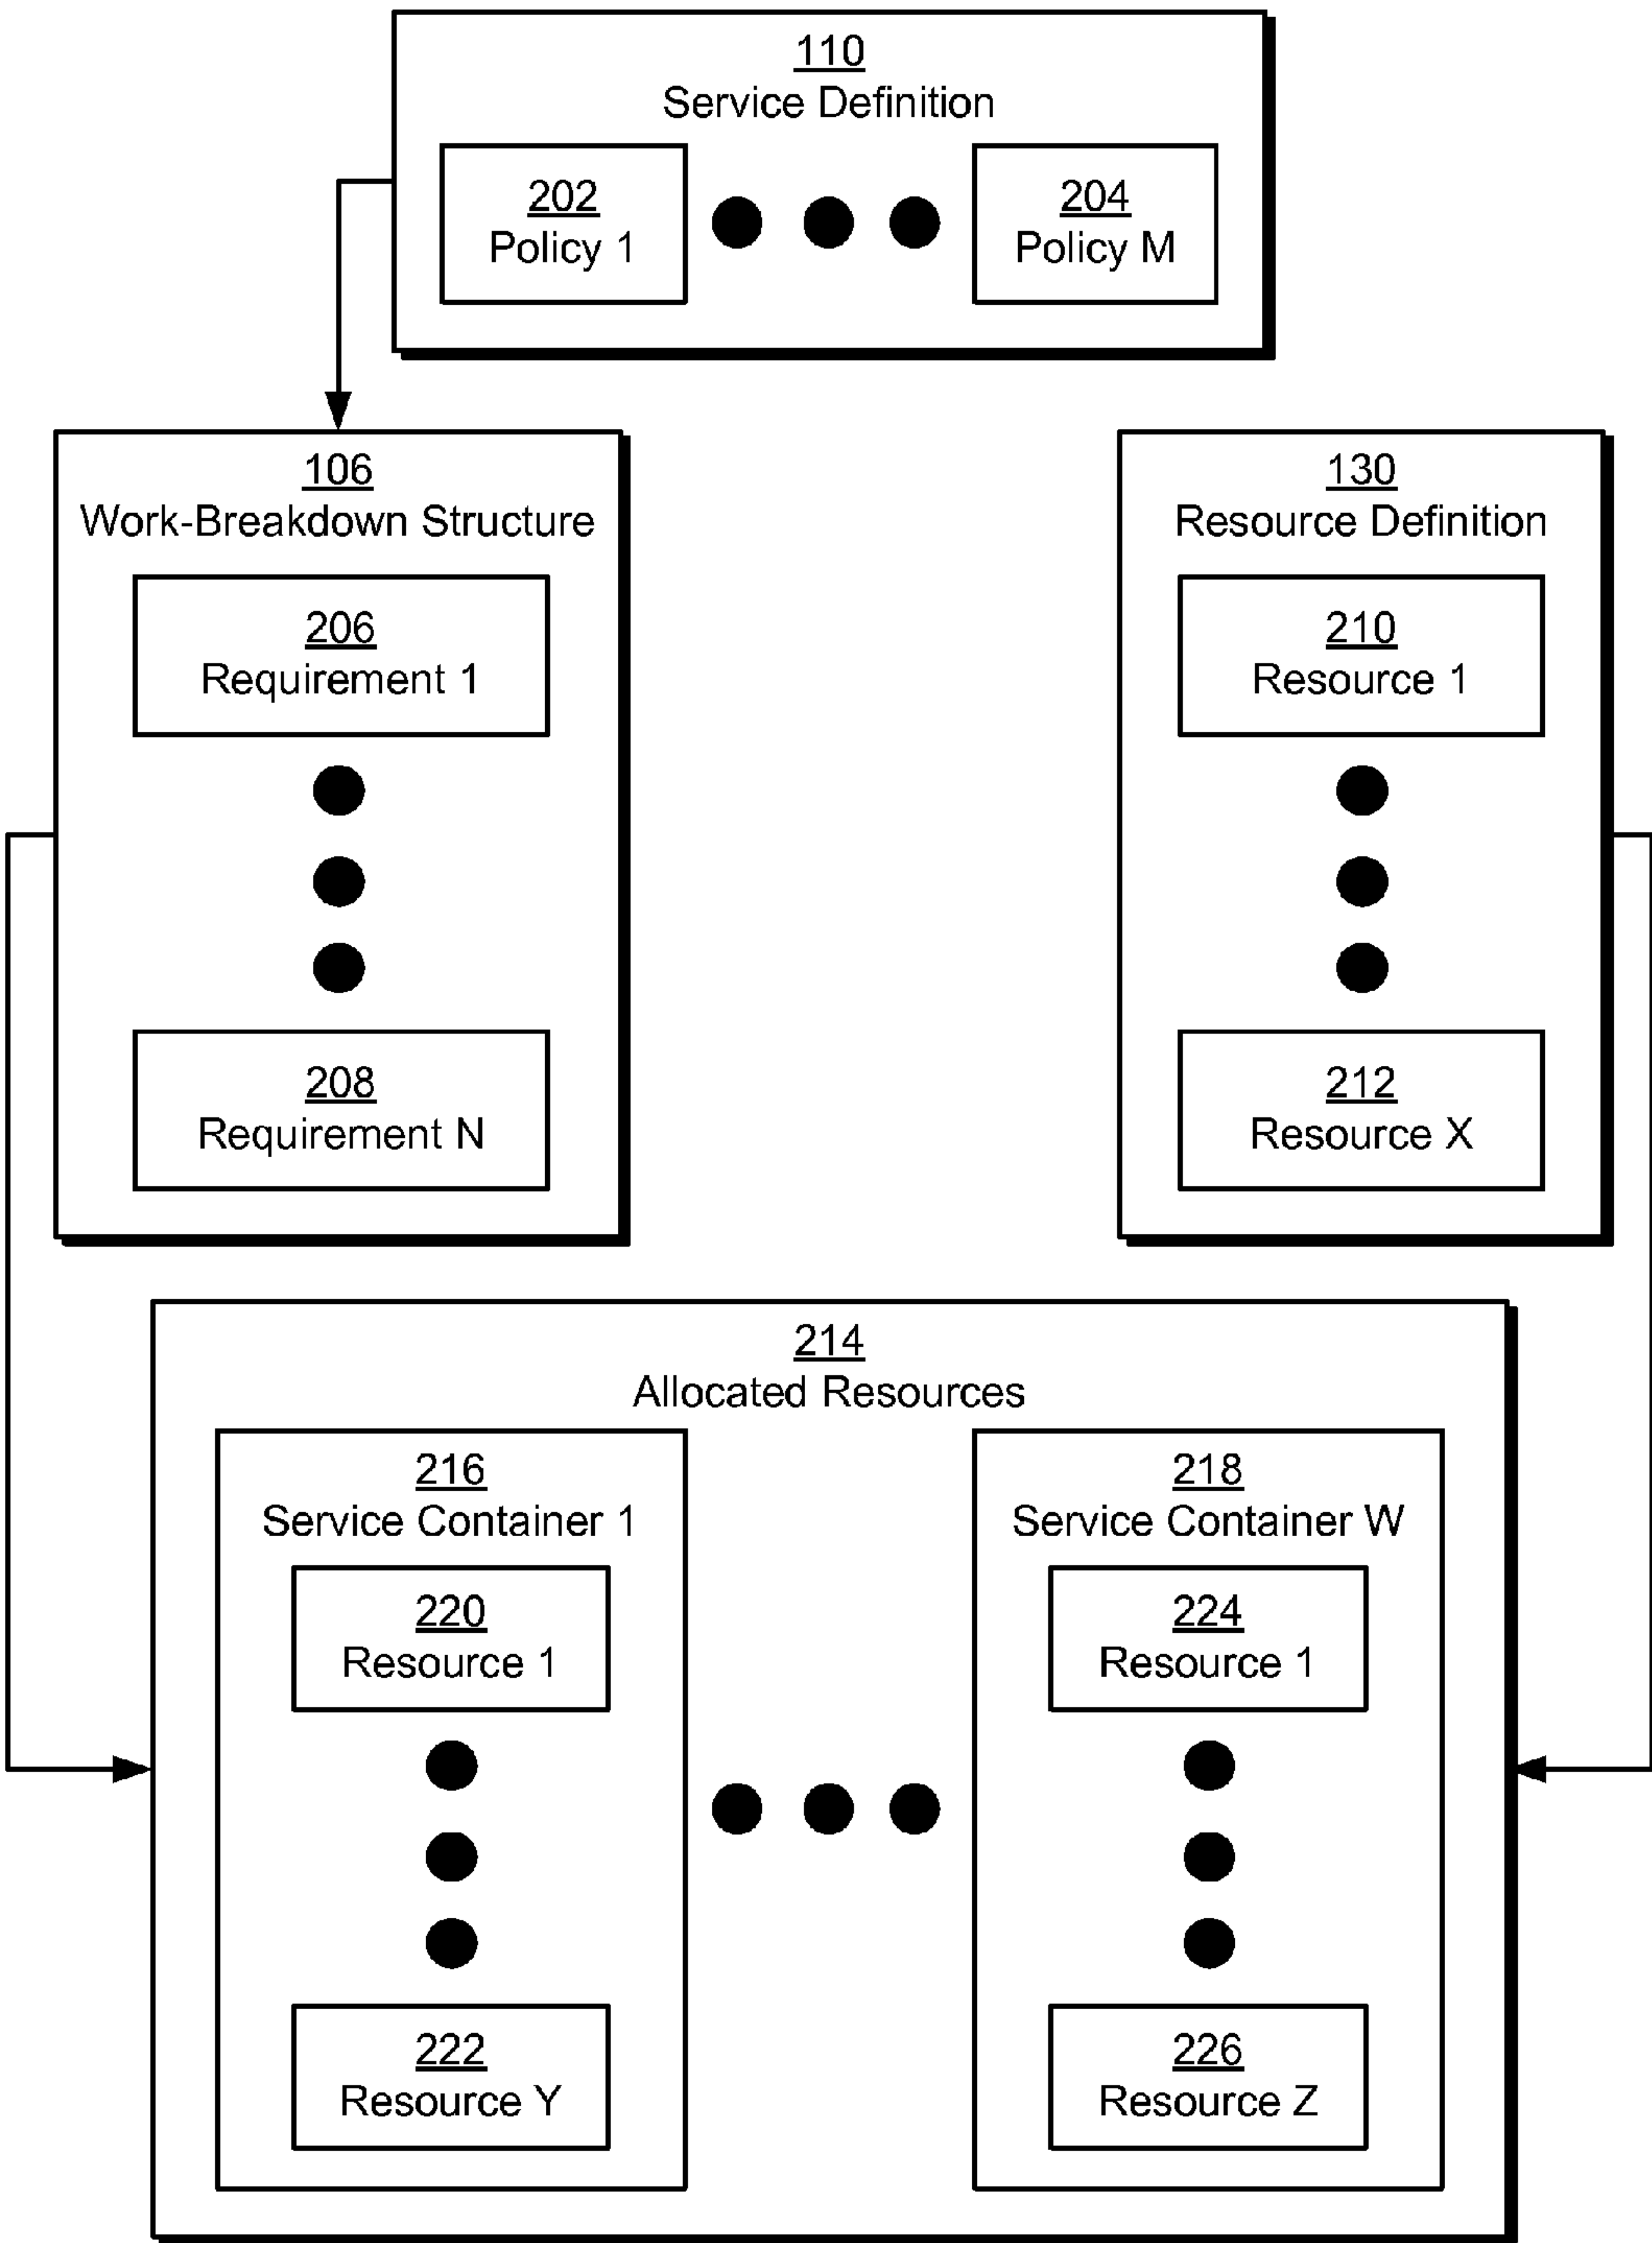 110
Service Definition
202
Policy 1
204
Policy M
106
Work-Breakdown Structure
206
Requirement 1
208
Requirement N
130
Resource Definition
210
Resource 1
212
Resource X
214
Allocated Resources
216
Service Container 1
220
Resource 1
222
Resource Y
218
Service Container W
224
Resource 1
226
Resource Z